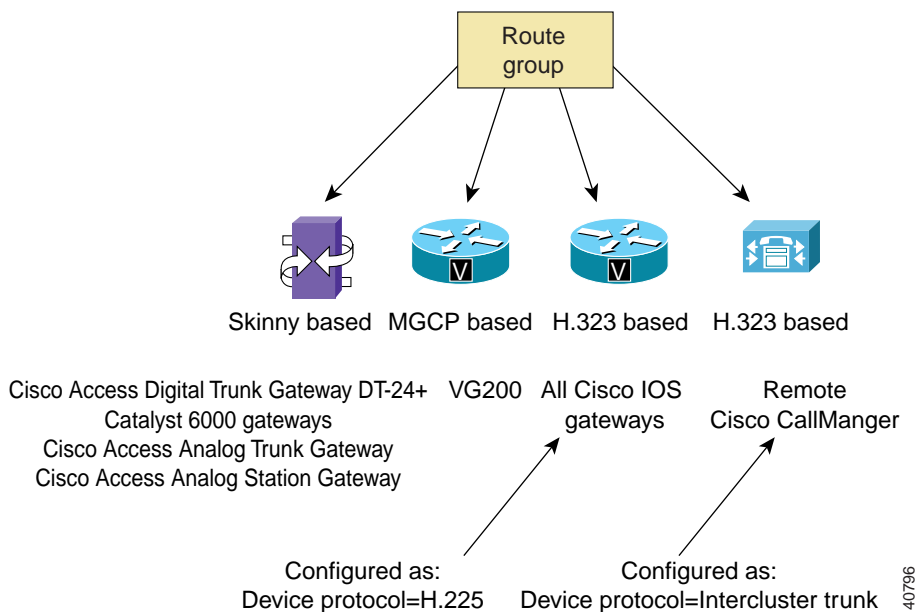 Route
group
V
V
Skinny based
MGCP based
H.323 based
H.323 based
Cisco Access Digital Trunk Gateway DT-24+
Catalyst 6000 gateways
Cisco Access Analog Trunk Gateway
Cisco Access Analog Station Gateway
VG200
All Cisco IOS
gateways
Remote
Cisco CallManger
Configured as:
Device protocol=H.225
Configured as:
Device protocol=Intercluster trunk
40796